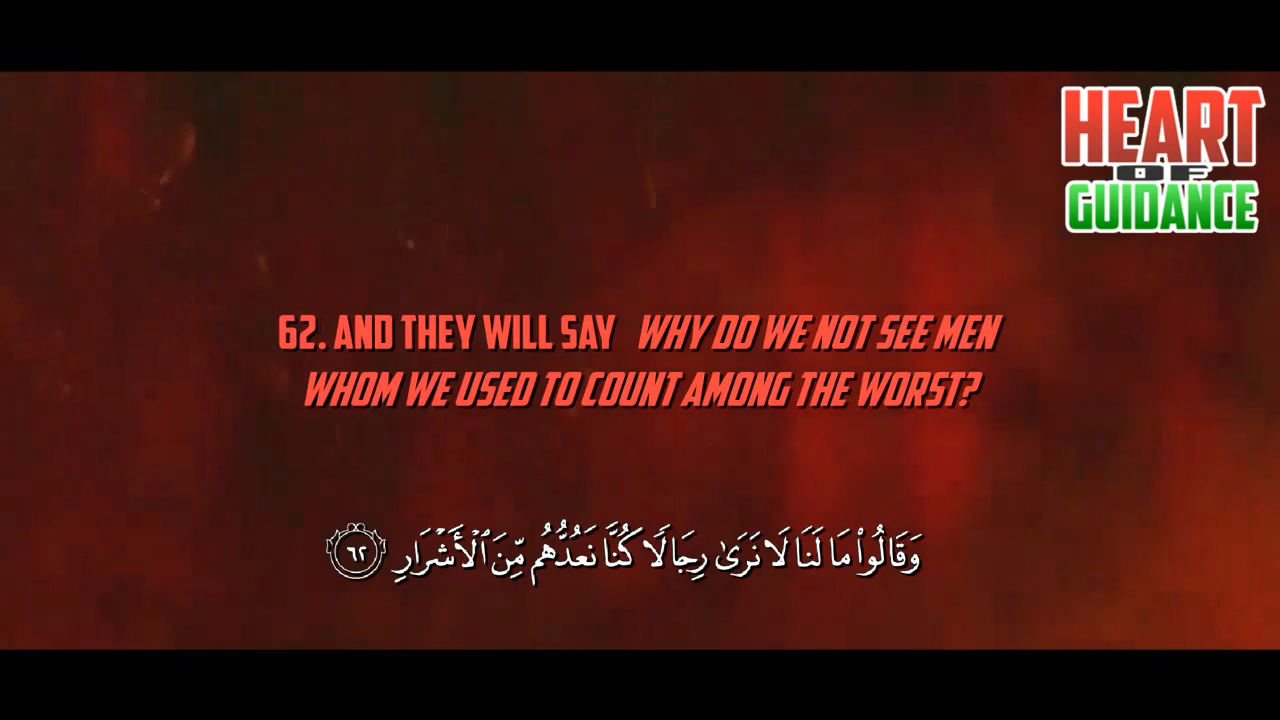 HEART
OF
GUIDANCE
62. AND THEY WILL SAY WHY DO WE NOT SEE MEN
WHOM WE USED TO COUNT AMONG THE WORST?
وَقَالُوا۟ مَا لَنَا لَا نَرَىٰ رِجَالًا كُنَّا نَعُدُّهُم مِّنَ ٱلْأَشْرَارِ ٦٢